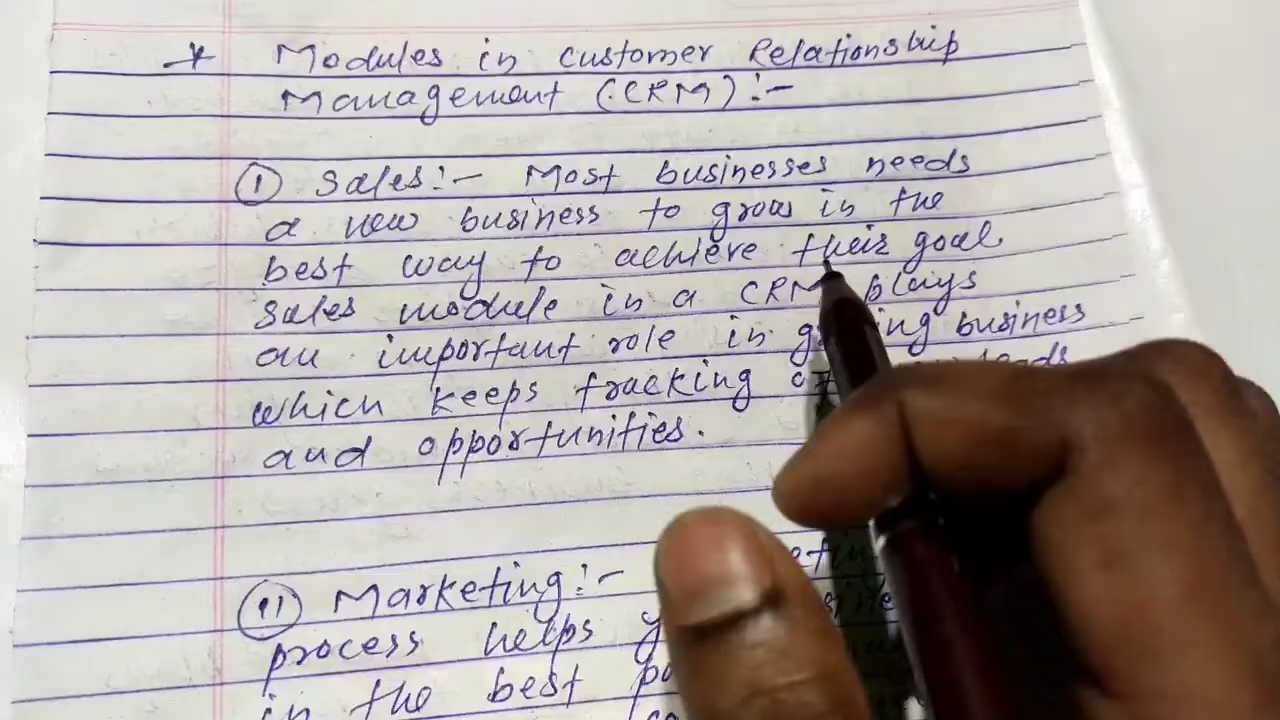 * Modules in Customer Relationship
Management (CRM) :-
(I) Sales :- Most businesses needs
a new business to grow in the
best way to achieve their goal
sales module in a CRM plays
an important role in business
which keeps tracking
and opportunities.
(II) Marketing :-
process helps
in the best